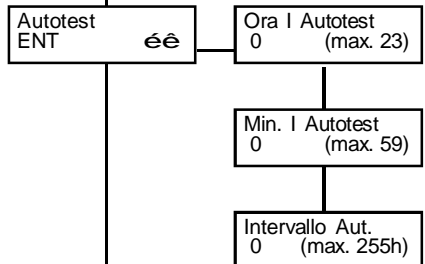 Autotest
ENT éê
Ora I Autotest
0 (max. 23)
Min. I Autotest
0 (max. 59)
Intervallo Aut.
0 (max. 255h)